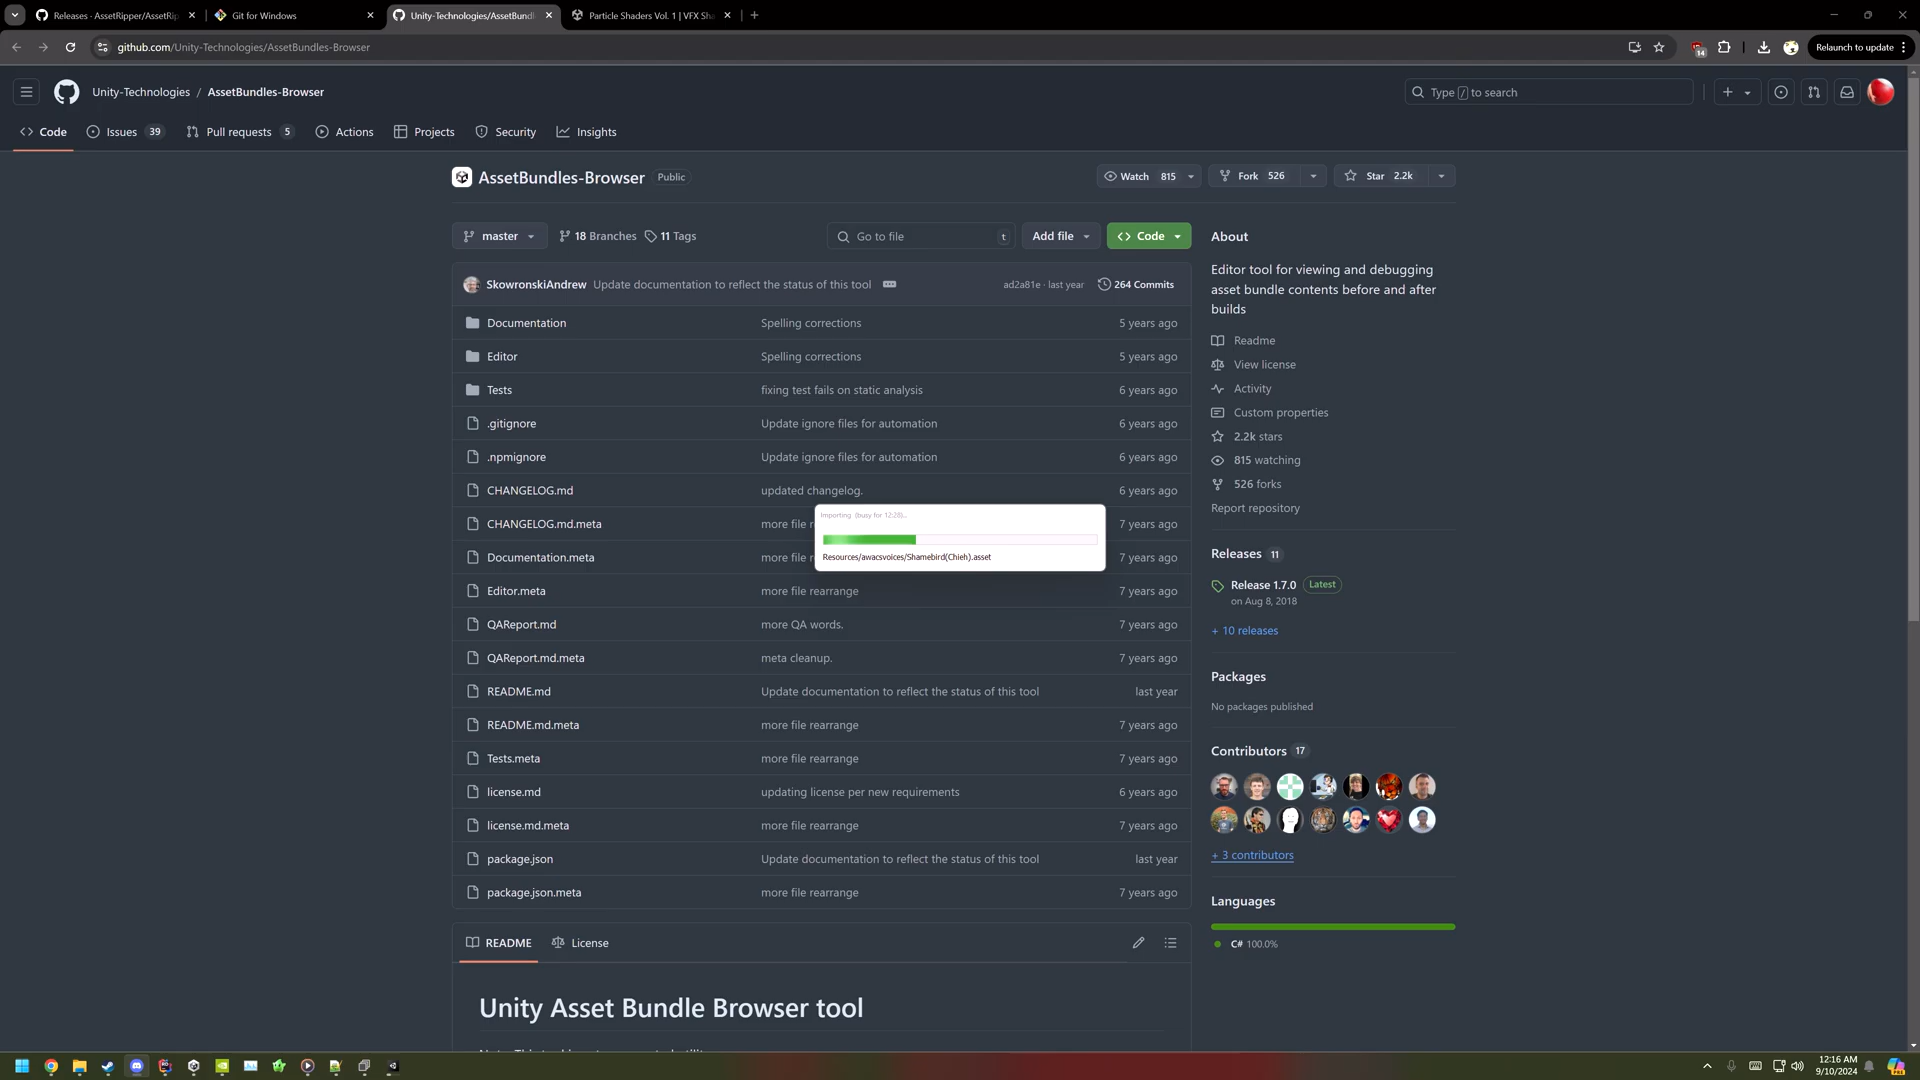 Releases · AssetRipper/AssetRip
Git for Windows
Unity-Technologies/AssetBundl
Particle Shaders Vol. 1 | VFX Sha
github.com/Unity-Technologies/AssetBundles-Browser
14
Relaunch to update
Unity-Technologies / AssetBundles-Browser
Type / to search
Code
Issues 39
Pull requests 5
Actions
Projects
Security
Insights
AssetBundles-Browser Public
Watch 815
Fork 526
Star 2.2k
master
18 Branches
11 Tags
Go to file t
Add file
Code
SkowronskiAndrew Update documentation to reflect the status of this tool
ad2a81e · last year
264 Commits
Documentation Spelling corrections 5 years ago
Editor Spelling corrections 5 years ago
Tests fixing test fails on static analysis 6 years ago
.gitignore Update ignore files for automation 6 years ago
.npmignore Update ignore files for automation 6 years ago
CHANGELOG.md updated changelog. 6 years ago
CHANGELOG.md.meta more file r 7 years ago
Documentation.meta more file r 7 years ago
Editor.meta more file rearrange 7 years ago
QAReport.md more QA words. 7 years ago
QAReport.md.meta meta cleanup. 7 years ago
README.md Update documentation to reflect the status of this tool last year
README.md.meta more file rearrange 7 years ago
Tests.meta more file rearrange 7 years ago
license.md updating license per new requirements 6 years ago
license.md.meta more file rearrange 7 years ago
package.json Update documentation to reflect the status of this tool last year
package.json.meta more file rearrange 7 years ago
Importing (busy for 12:28)...
Resources/awacsvoices/Shamebird(Chieh).asset
README
License
Unity Asset Bundle Browser tool
About
Editor tool for viewing and debugging
asset bundle contents before and after
builds
Readme
View license
Activity
Custom properties
2.2k stars
815 watching
526 forks
Report repository
Releases 11
Release 1.7.0 Latest
on Aug 8, 2018
+ 10 releases
Packages
No packages published
Contributors 17
+ 3 contributors
Languages
C# 100.0%
12:16 AM
9/10/2024